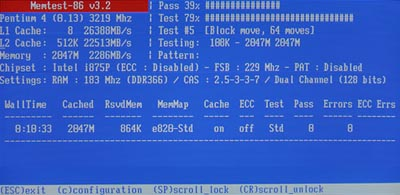 Memtest-86 v3.2 | Pass 39% ###############
Pentium 4 (0.13) 3219 Mhz | Test 79% ##############################
L1 Cache: 8 26388MB/s | Test #5 [Block move, 64 moves]
L2 Cache: 512K 22513MB/s | Testing: 108K - 2047M 2047M
Memory : 2047M 2286MB/s | Pattern:
Chipset : Intel i875P (ECC : Disabled) - FSB : 229 Mhz - PAT : Disabled
Settings: RAM : 183 Mhz (DDR366) / CAS : 2.5-3-3-7 / Dual Channel (128 bits)
WallTime Cached RsvdMem MemMap Cache ECC Test Pass Errors ECC Errs
0:18:33 2047M 864K e820-Std on off Std 0 0
(ESC)exit (c)configuration (SP)scroll_lock (CR)scroll_unlock